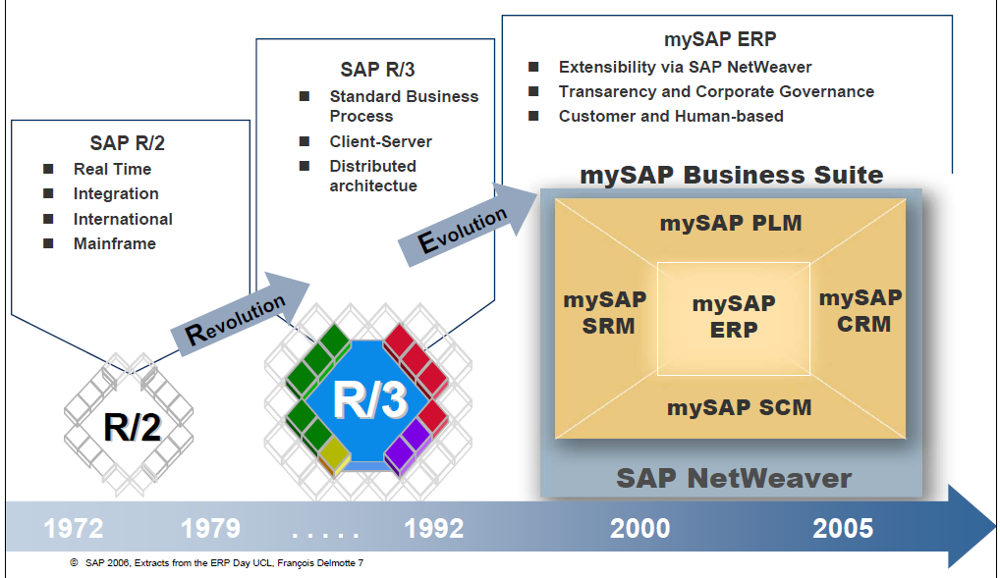 SAP R/2
■ Real Time
■ Integration
■ International
■ Mainframe
R/2
Revolution
SAP R/3
■ Standard Business
Process
■ Client-Server
■ Distributed
architectue
R/3
Evolution
mySAP ERP
■ Extensibility via SAP NetWeaver
■ Transarency and Corporate Governance
■ Customer and Human-based
mySAP Business Suite
mySAP PLM
mySAP
SRM
mySAP
ERP
mySAP
CRM
mySAP SCM
SAP NetWeaver
1972 1979 . . . . . 1992 2000 2005
© SAP 2006, Extracts from the ERP Day UCL, François Delmotte 7